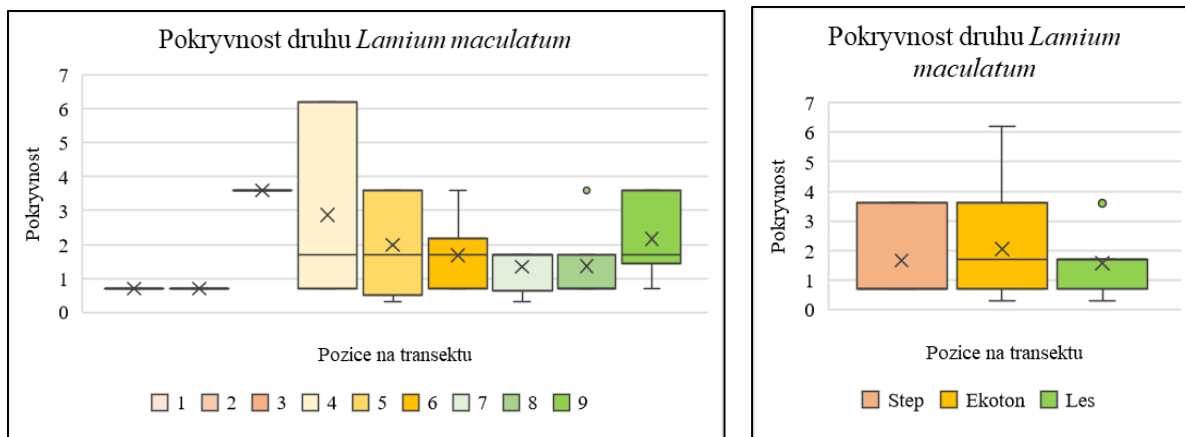 Pokryvnost druhu Lamium maculatum
7
6
5
4
3
2
1
0
Pokryvnost
Pozice na transektu
1 2 3 4 5 6 7 8 9
Pokryvnost druhu Lamium
maculatum
7
6
5
4
3
2
1
0
Pokryvnost
Pozice na transektu
Step Ekoton Les